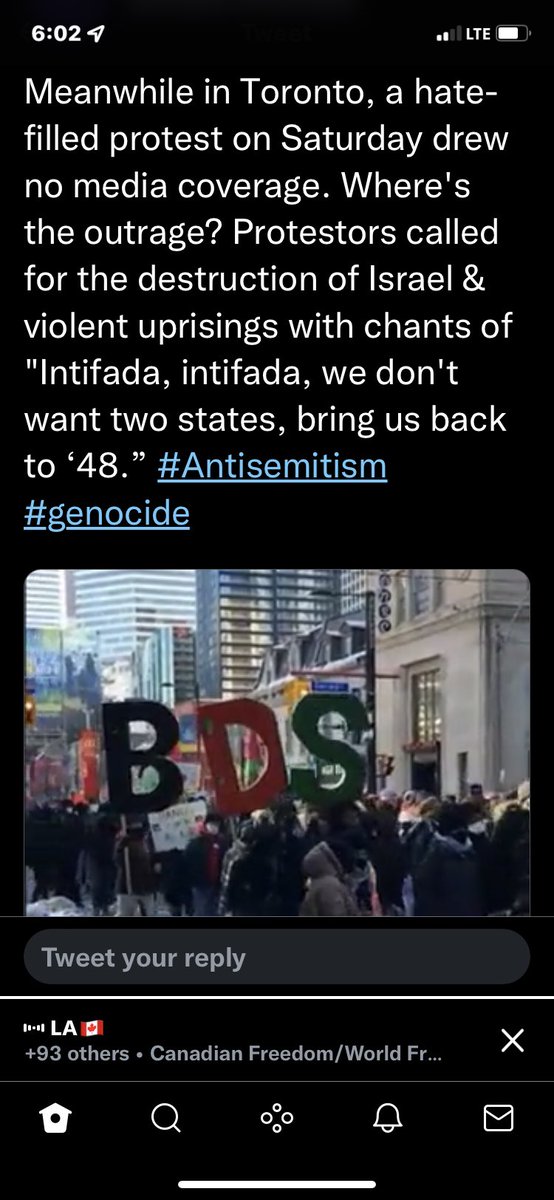 6:02
LTE
Meanwhile in Toronto, a hate-
filled protest on Saturday drew
no media coverage. Where's
the outrage? Protestors called
for the destruction of Israel &
violent uprisings with chants of
"Intifada, intifada, we don't
want two states, bring us back
to ‘48.” #Antisemitism
#genocide
BDS
Tweet your reply
LA
+93 others • Canadian Freedom/World Fr...